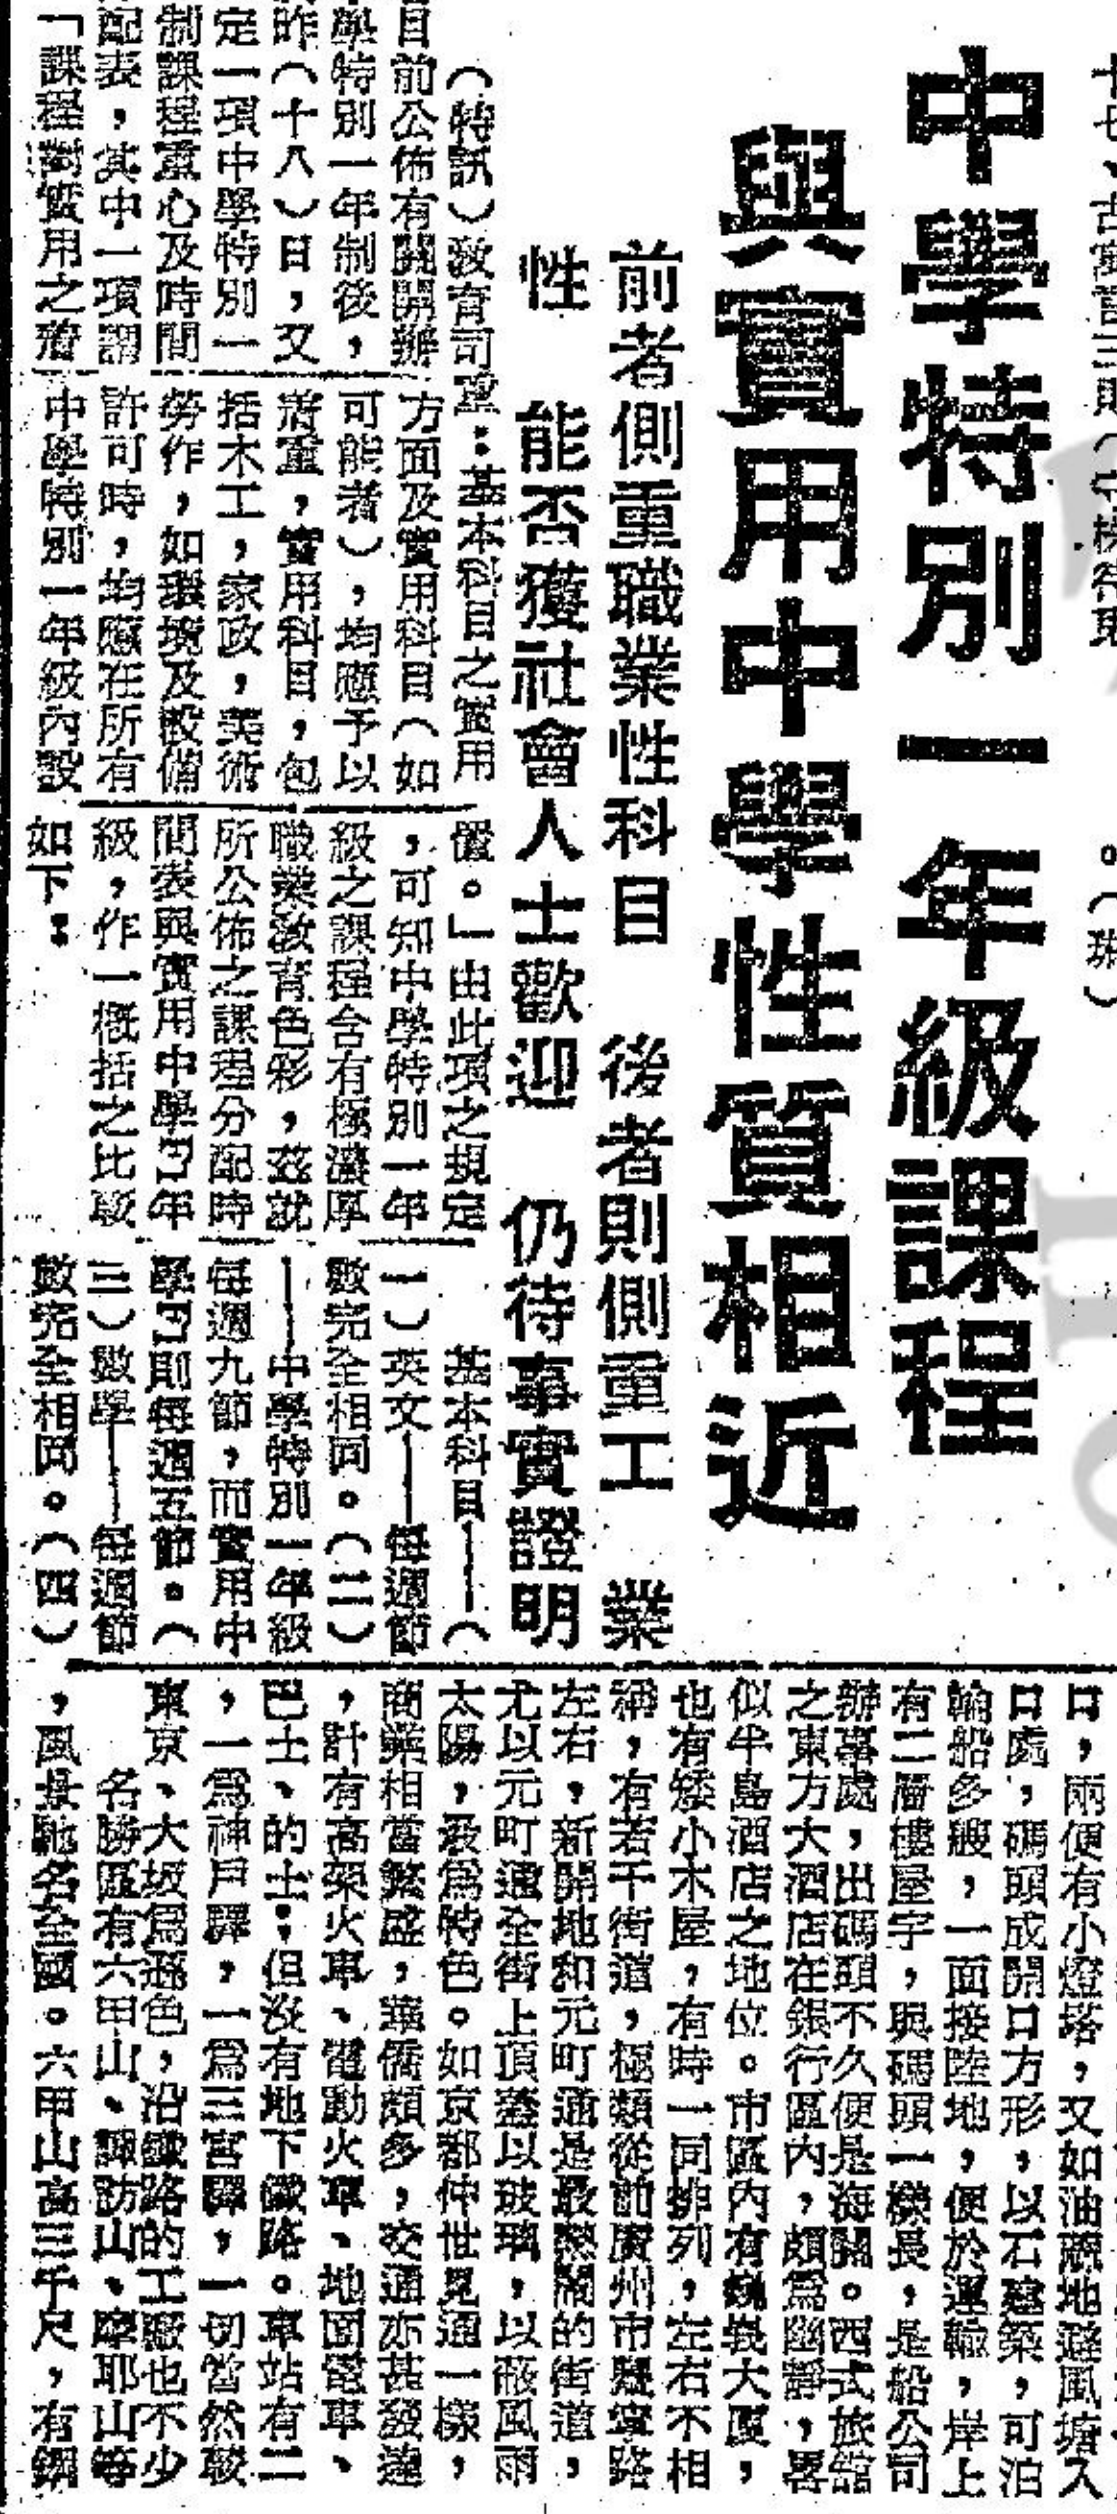 中學特別一年級課程
與實用中學性質相近
前者側重職業性科目 後者則側重工業
性 能否獲社會人士歡迎 仍待事實證明
(特訊)教育司
目前公佈有關開辦
學特別一年制後，
昨(十八)日，又
定一項中學特別一
制課程重心及時間
配表，其中一項謂
「課程對實用之
：基本科目之實用
方面及實用科目(如
可能者)，均應予以
着重，實用科目，包
括木工，家政，美術
勞作，如環境及設備
許可時，均應在所有
中學特別一年級內設
置。」由此項之規定
，可知中學特別一年
級之課程含有極濃厚
職業教育色彩，茲就
所公佈之課程分配時
間表與實用中學㔃年
級，作一概括之比較
如下：
基本科目——(
一)英文——每週節
數完全相同。(二)
——中學特別一年級
每週九節，而實用中
學則每週五節。(
三)數學——每週節
數完全相同。(四)
口，兩便有小燈塔，又如油麻地避風塘入
口處，碼頭成開口方形，以石建築，可泊
輪船多艘，一面接陸地，便於運輸，岸上
有二層樓屋宇，與碼頭一樣長，是船公司
辦事處，出碼頭不久便是海關。西式旅館
之東方大酒店在銀行區內，頗為幽靜，畧
似半島酒店之地位。市區內有巍峩大廈，
也有矮小木屋，有時一同排列，左右不相
稱，有若干街道，極類從前廣州市惠寧路
左右，新開地和元町通是最熱鬧的街道，
尤以元町通全街上頂蓋以玻璃，以蔽風雨
太陽，最為特色。如京都仲世見通一樣，
商業相當繁盛，華僑頗多，交通亦甚發達
，計有高架火車、電動火車、地面電車、
巴士、的士；但沒有地下鐵路。車站有二
，一為神戶驛，一為三宮驛，一切當然較
東京、大坂為遜色，沿鐵路的工廠也不少
名勝區有六甲山、諏訪山、摩耶山等
，風景馳名全國。六甲山高三千尺，有鋼